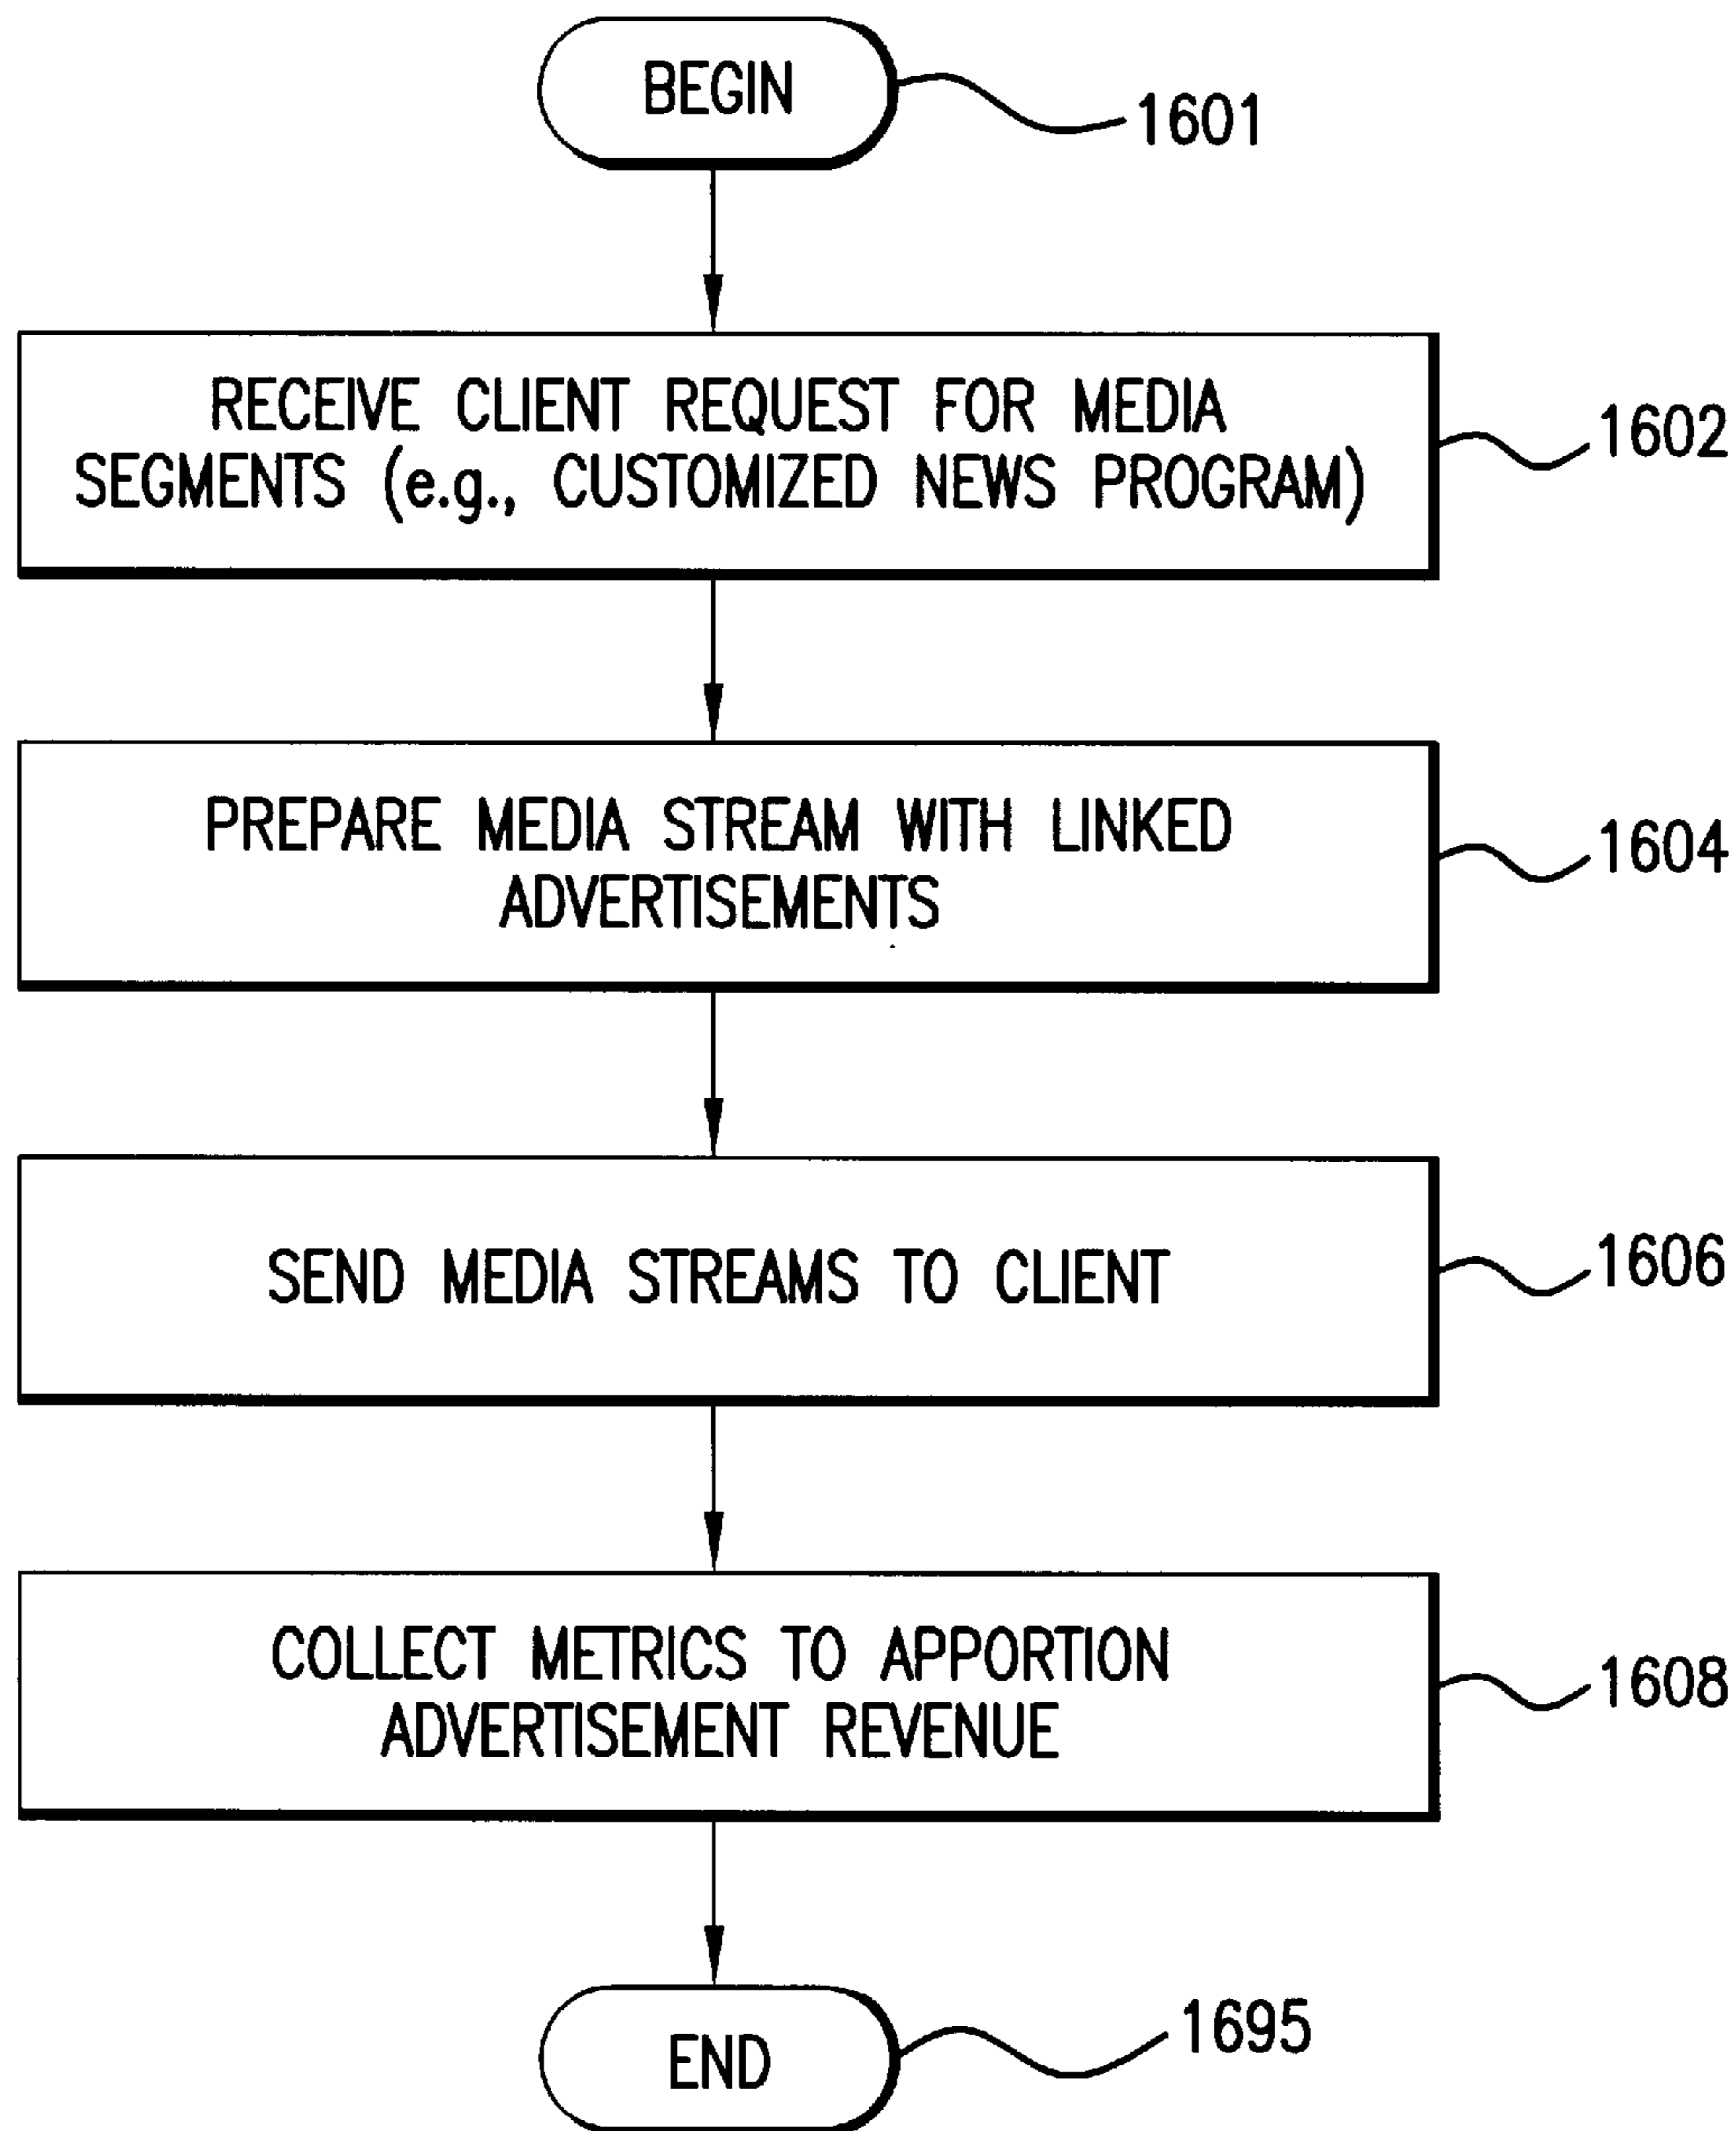 BEGIN
1601
RECEIVE CLIENT REQUEST FOR MEDIA
SEGMENTS (e.g., CUSTOMIZED NEWS PROGRAM)
1602
PREPARE MEDIA STREAM WITH LINKED
ADVERTISEMENTS
1604
SEND MEDIA STREAMS TO CLIENT
1606
COLLECT METRICS TO APPORTION
ADVERTISEMENT REVENUE
1608
END
1695